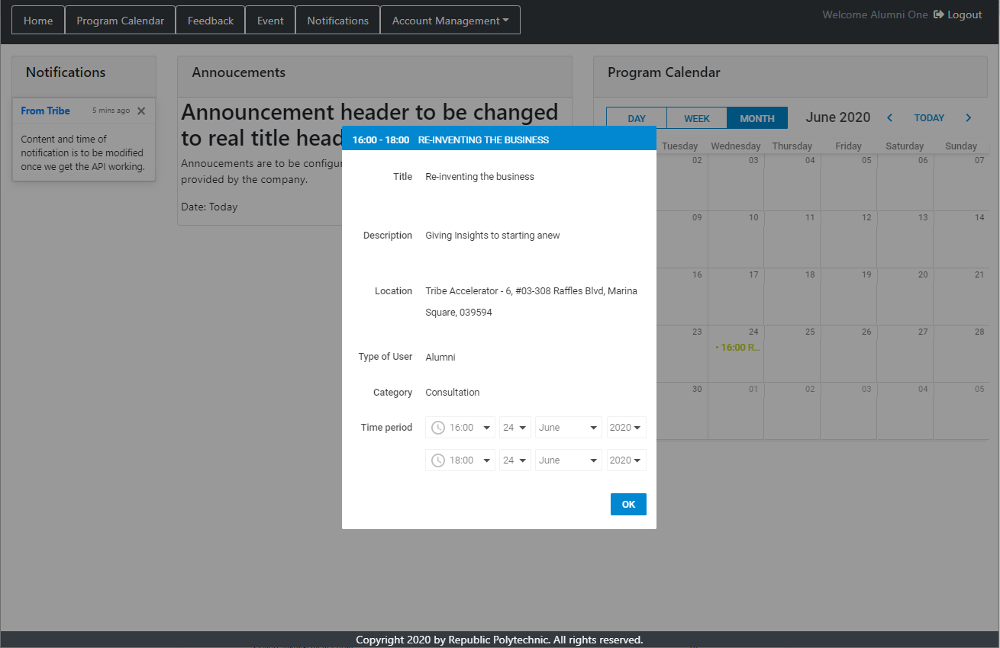 Home
Program Calendar
Feedback
Event
Notifications
Account Management
Welcome Alumni One
Logout
Notifications
From Tribe
5 mins ago
Content and time of
notification is to be modified
once we get the API working.
Annoucements
Announcement header to be changed
to real title head
Annoucements are to be configu
provided by the company.
Date: Today
Program Calendar
DAY
WEEK
MONTH
June 2020
TODAY
Tuesday Wednesday Thursday Friday Saturday Sunday
02 03 04 05 06 07
09 10 11 12 13 14
16 17 18 19 20 21
23 24 25 26 27 28
• 16:00 R...
30 01 02 03 04 05
16:00 - 18:00 RE-INVENTING THE BUSINESS
Title Re-inventing the business
Description Giving Insights to starting anew
Location Tribe Accelerator - 6, #03-308 Raffles Blvd, Marina
Square, 039594
Type of User Alumni
Category Consultation
Time period 16:00 24 June 2020
18:00 24 June 2020
OK
Copyright 2020 by Republic Polytechnic. All rights reserved.